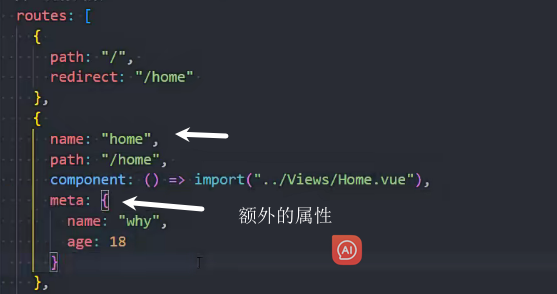 routes: [
{
path: "/",
redirect: "/home"
},
{
name: "home",
path: "/home",
component: () => import("../Views/Home.vue"),
meta: {
name: "why",
age: 18
}
},
额外的属性
AI